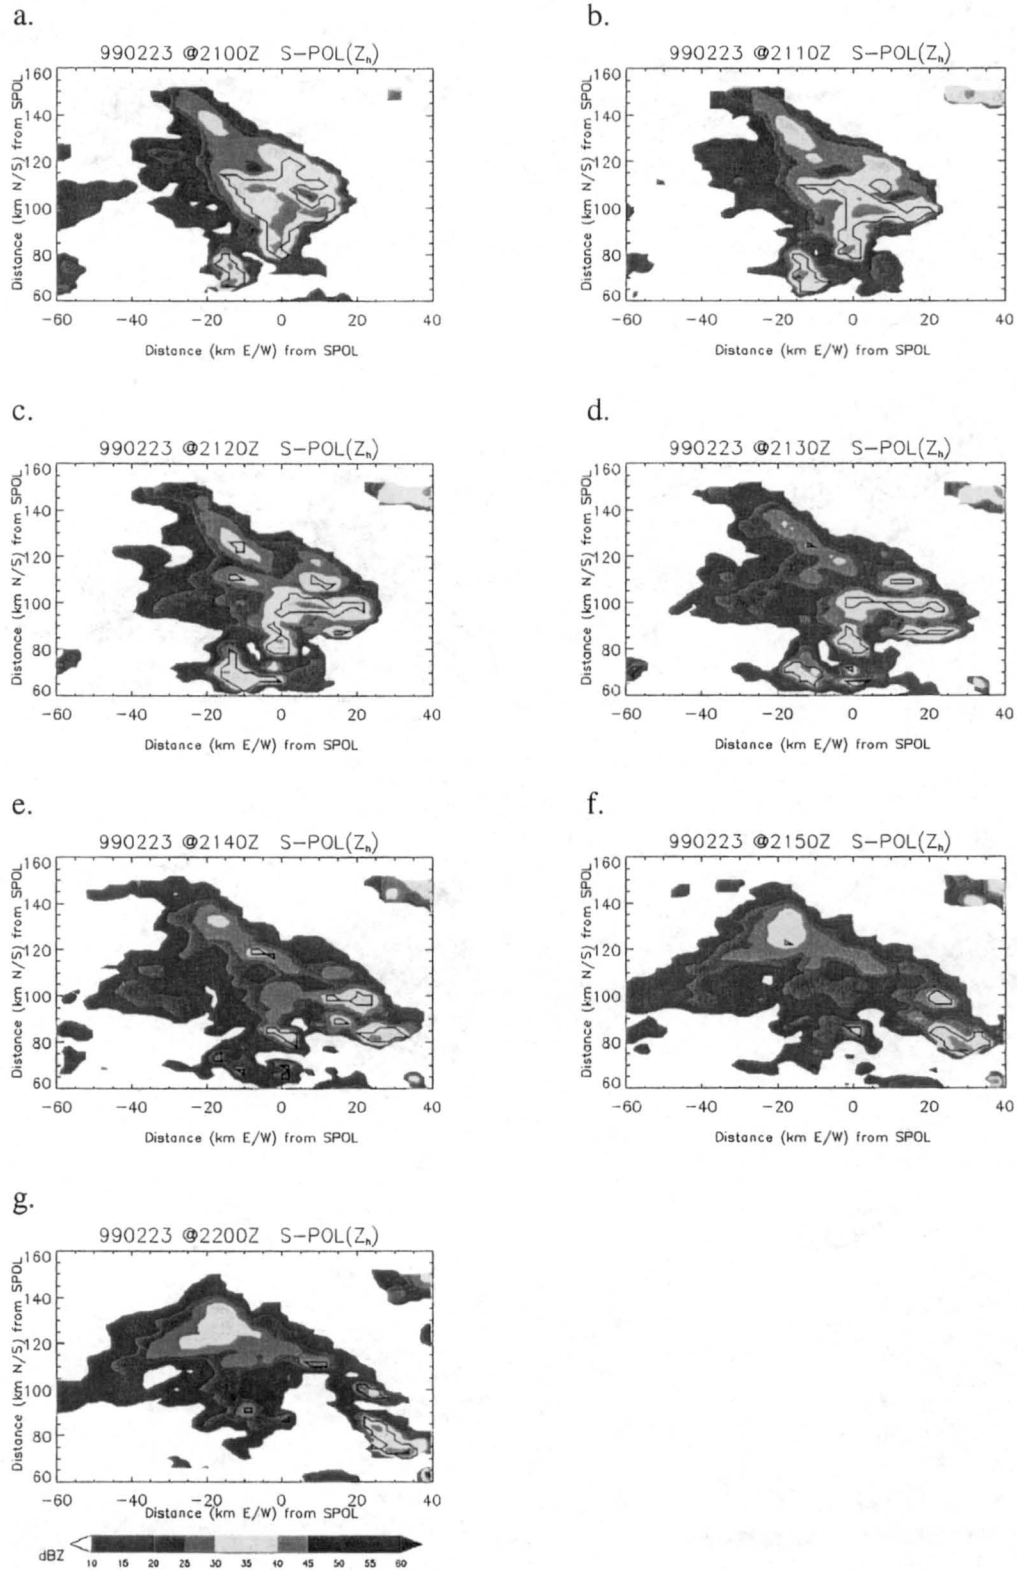 a.
990223 @2100Z S-POL(Zh)
Distance (km N/S) from SPOL
160
140
120
100
80
60
-60 -40 -20 0 20 40
Distance (km E/W) from SPOL
b.
990223 @2110Z S-POL(Zh)
Distance (km N/S) from SPOL
160
140
120
100
80
60
-60 -40 -20 0 20 40
Distance (km E/W) from SPOL
c.
990223 @2120Z S-POL(Zh)
Distance (km N/S) from SPOL
160
140
120
100
80
60
-60 -40 -20 0 20 40
Distance (km E/W) from SPOL
d.
990223 @2130Z S-POL(Zh)
Distance (km N/S) from SPOL
160
140
120
100
80
60
-60 -40 -20 0 20 40
Distance (km E/W) from SPOL
e.
990223 @2140Z S-POL(Zh)
Distance (km N/S) from SPOL
160
140
120
100
80
60
-60 -40 -20 0 20 40
Distance (km E/W) from SPOL
f.
990223 @2150Z S-POL(Zh)
Distance (km N/S) from SPOL
160
140
120
100
80
60
-60 -40 -20 0 20 40
Distance (km E/W) from SPOL
g.
990223 @2200Z S-POL(Zh)
Distance (km N/S) from SPOL
160
140
120
100
80
60
-60 -40 -20 0 20 40
Distance (km E/W) from SPOL
dBZ
10 15 20 25 30 35 40 45 50 55 60